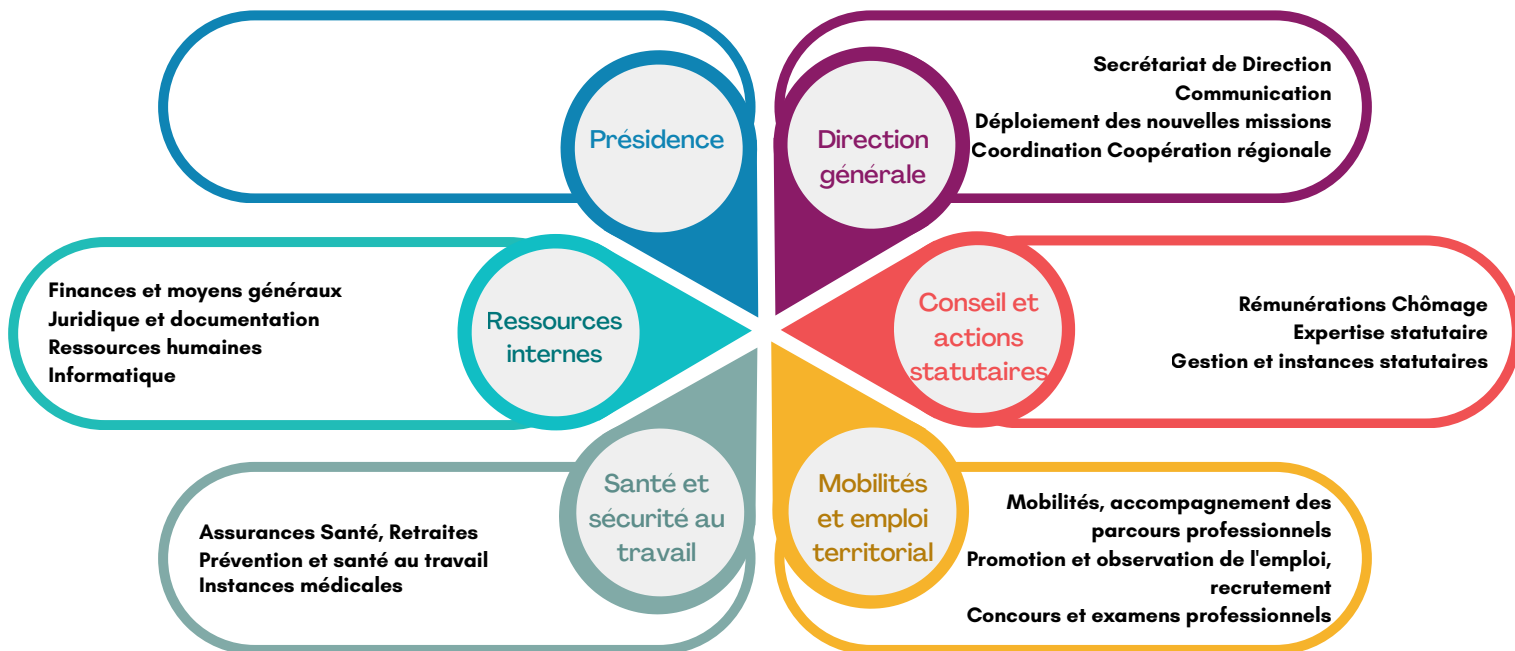 Présidence
Direction
générale
Secrétariat de Direction
Communication
Déploiement des nouvelles missions
Coordination Coopération régionale
Finances et moyens généraux
Juridique et documentation
Ressources humaines
Informatique
Ressources
internes
Conseil et
actions
statutaires
Rémunérations Chômage
Expertise statutaire
Gestion et instances statutaires
Assurances Santé, Retraites
Prévention et santé au travail
Instances médicales
Santé et
sécurité au
travail
Mobilités
et emploi
territorial
Mobilités, accompagnement des
parcours professionnels
Promotion et observation de l'emploi,
recrutement
Concours et examens professionnels